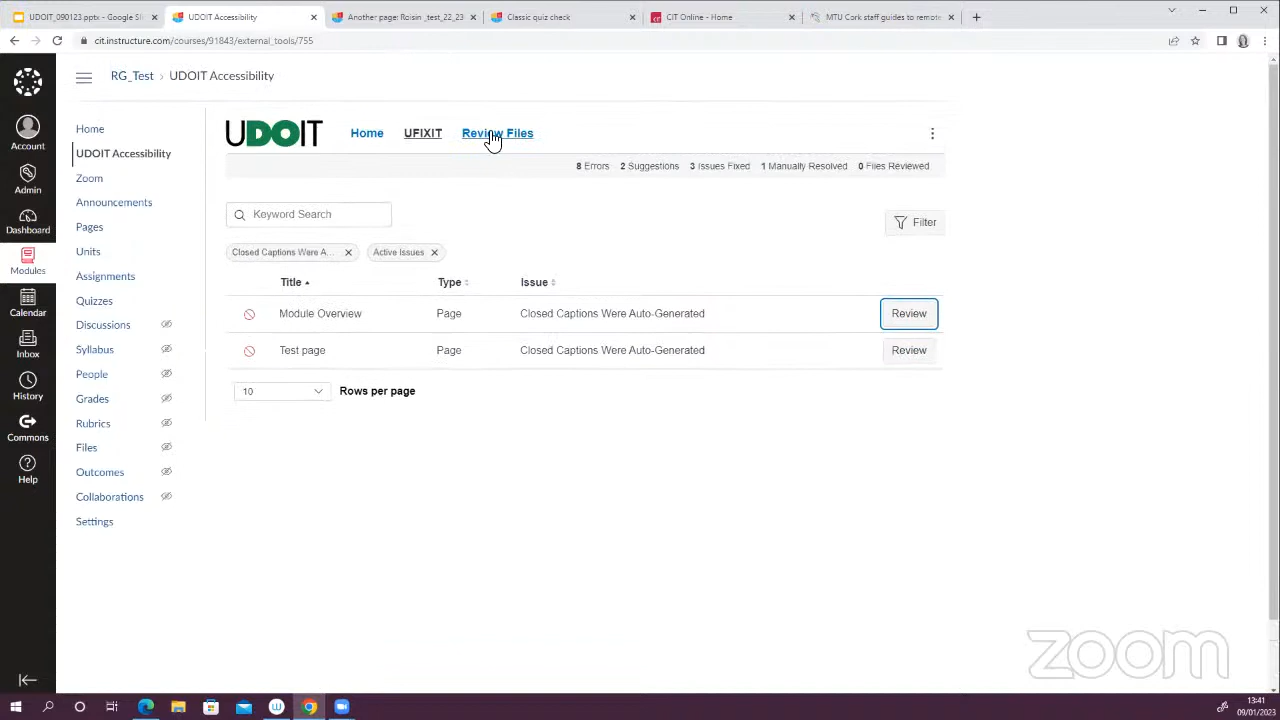 UDOIT_090123.pptx - Google Sli
UDOIT Accessibility
Another page: Roisin _test_22_23
Classic quiz check
CIT Online - Home
MTU Cork staff guides to remote
cit.instructure.com/courses/91843/external_tools/755
RG_Test › UDOIT Accessibility
Account
Admin
Dashboard
Modules
Calendar
Inbox
History
Commons
Help
Home
UDOIT Accessibility
Zoom
Announcements
Pages
Units
Assignments
Quizzes
Discussions
Syllabus
People
Grades
Rubrics
Files
Outcomes
Collaborations
Settings
UDOIT Home UFIXIT Review Files
8 Errors 2 Suggestions 3 Issues Fixed 1 Manually Resolved 0 Files Reviewed
Keyword Search
Filter
Closed Captions Were A... Active Issues
Title Type Issue
Module Overview Page Closed Captions Were Auto-Generated Review
Test page Page Closed Captions Were Auto-Generated Review
10 Rows per page
zoom
13:41
09/01/2023